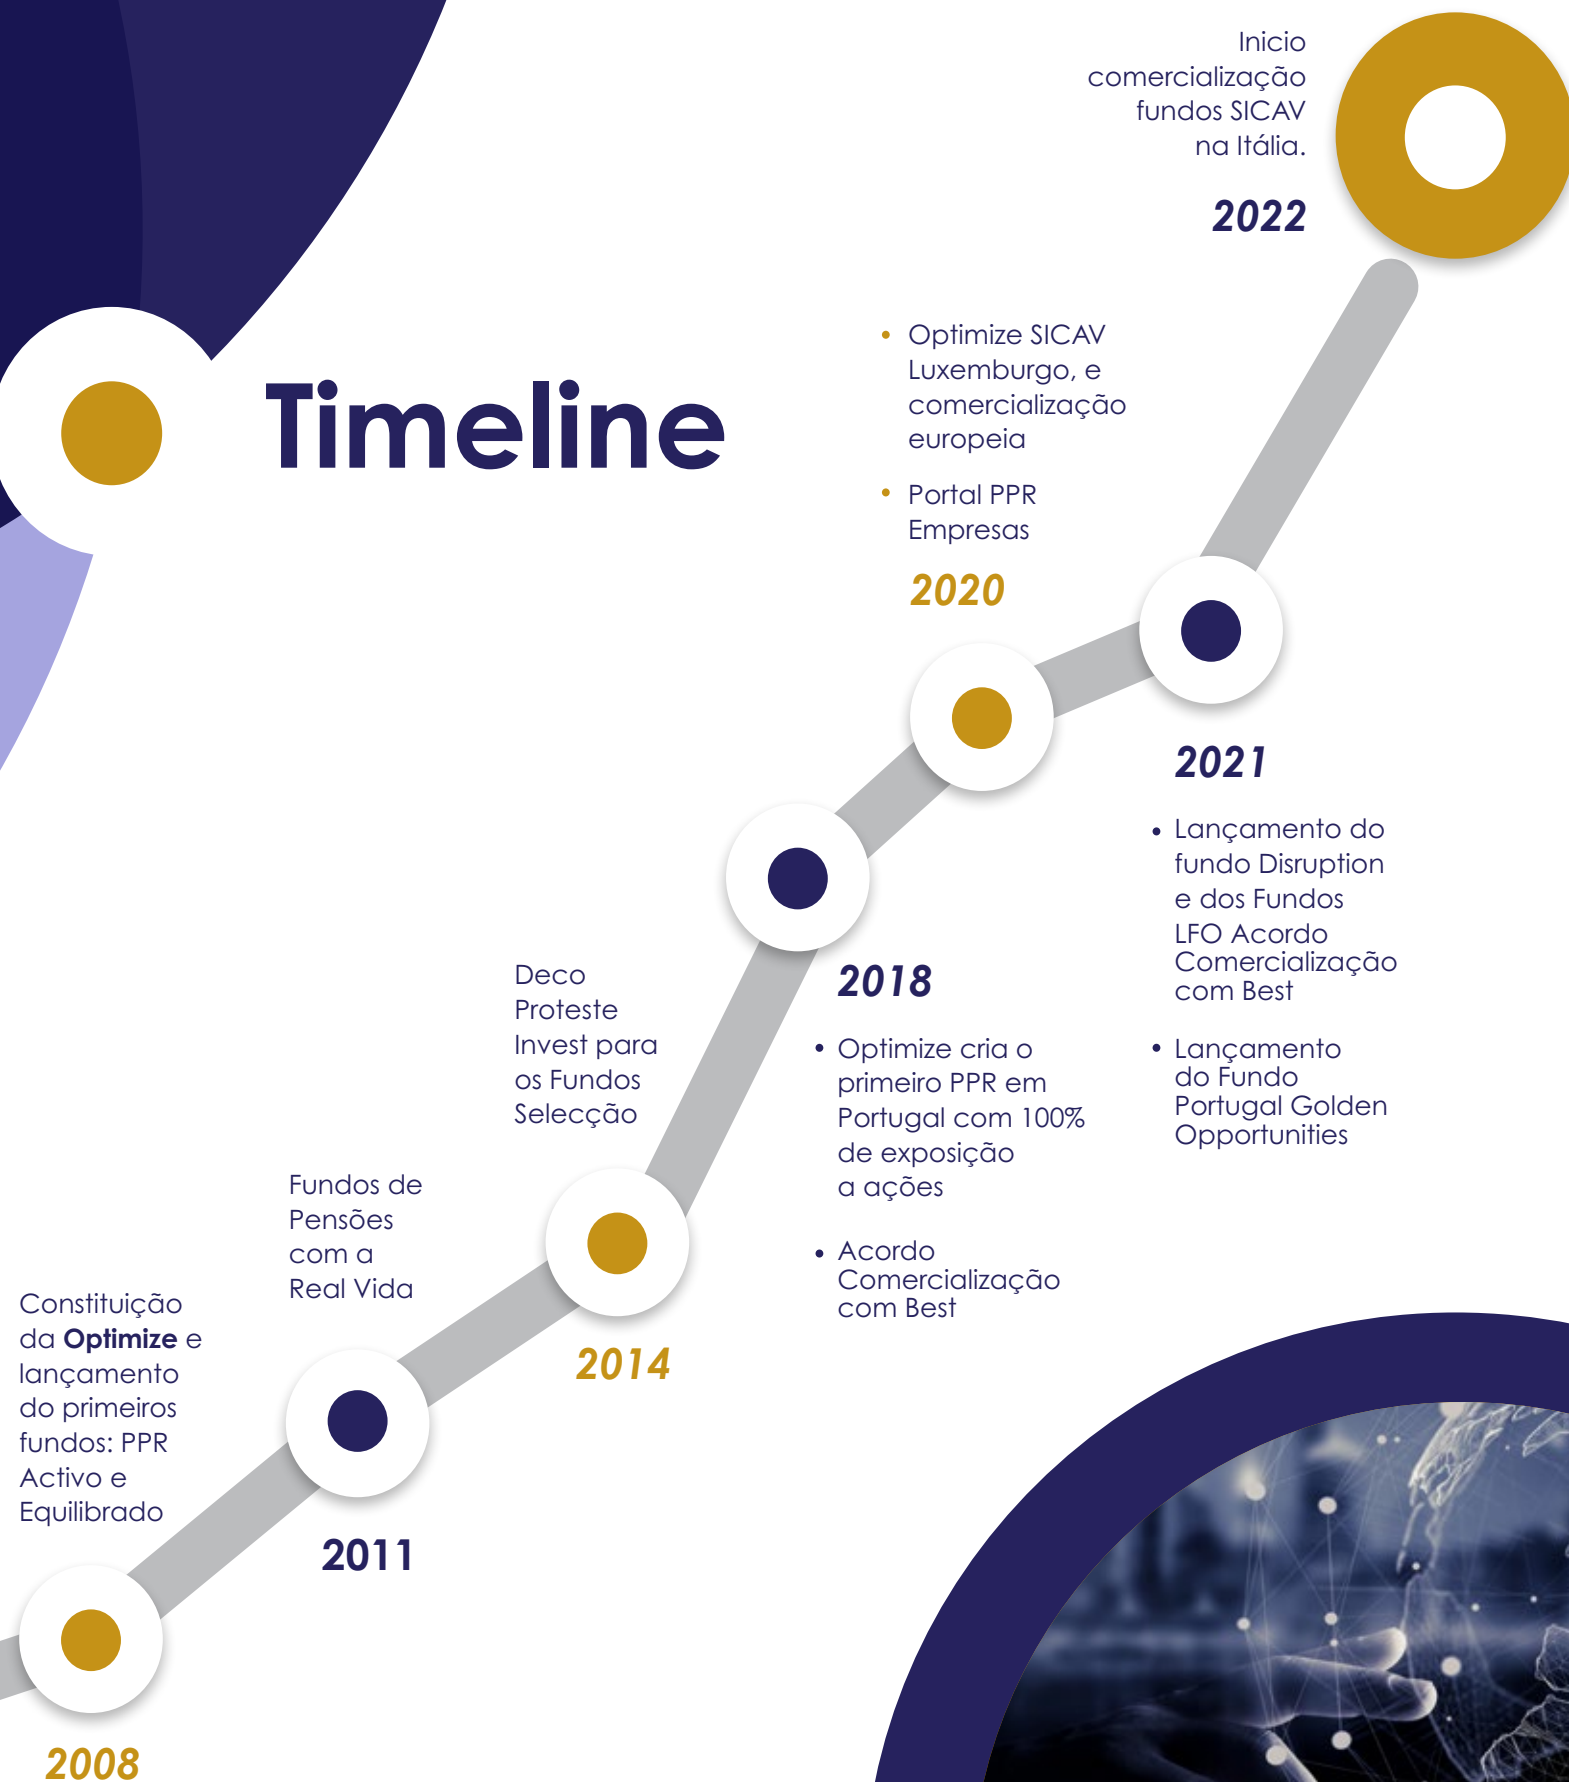 Timeline
Inicio
comercialização
fundos SICAV
na Itália.
2022
• Optimize SICAV
Luxemburgo, e
comercialização
europeia
• Portal PPR
Empresas
2020
2021
• Lançamento do
fundo Disruption
e dos Fundos
LFO Acordo
Comercialização
com Best
• Lançamento
do Fundo
Portugal Golden
Opportunities
2018
• Optimize cria o
primeiro PPR em
Portugal com 100%
de exposição
a ações
• Acordo
Comercialização
com Best
Deco
Proteste
Invest para
os Fundos
Selecção
2014
Fundos de
Pensões
com a
Real Vida
2011
Constituição
da Optimize e
lançamento
do primeiros
fundos: PPR
Activo e
Equilibrado
2008